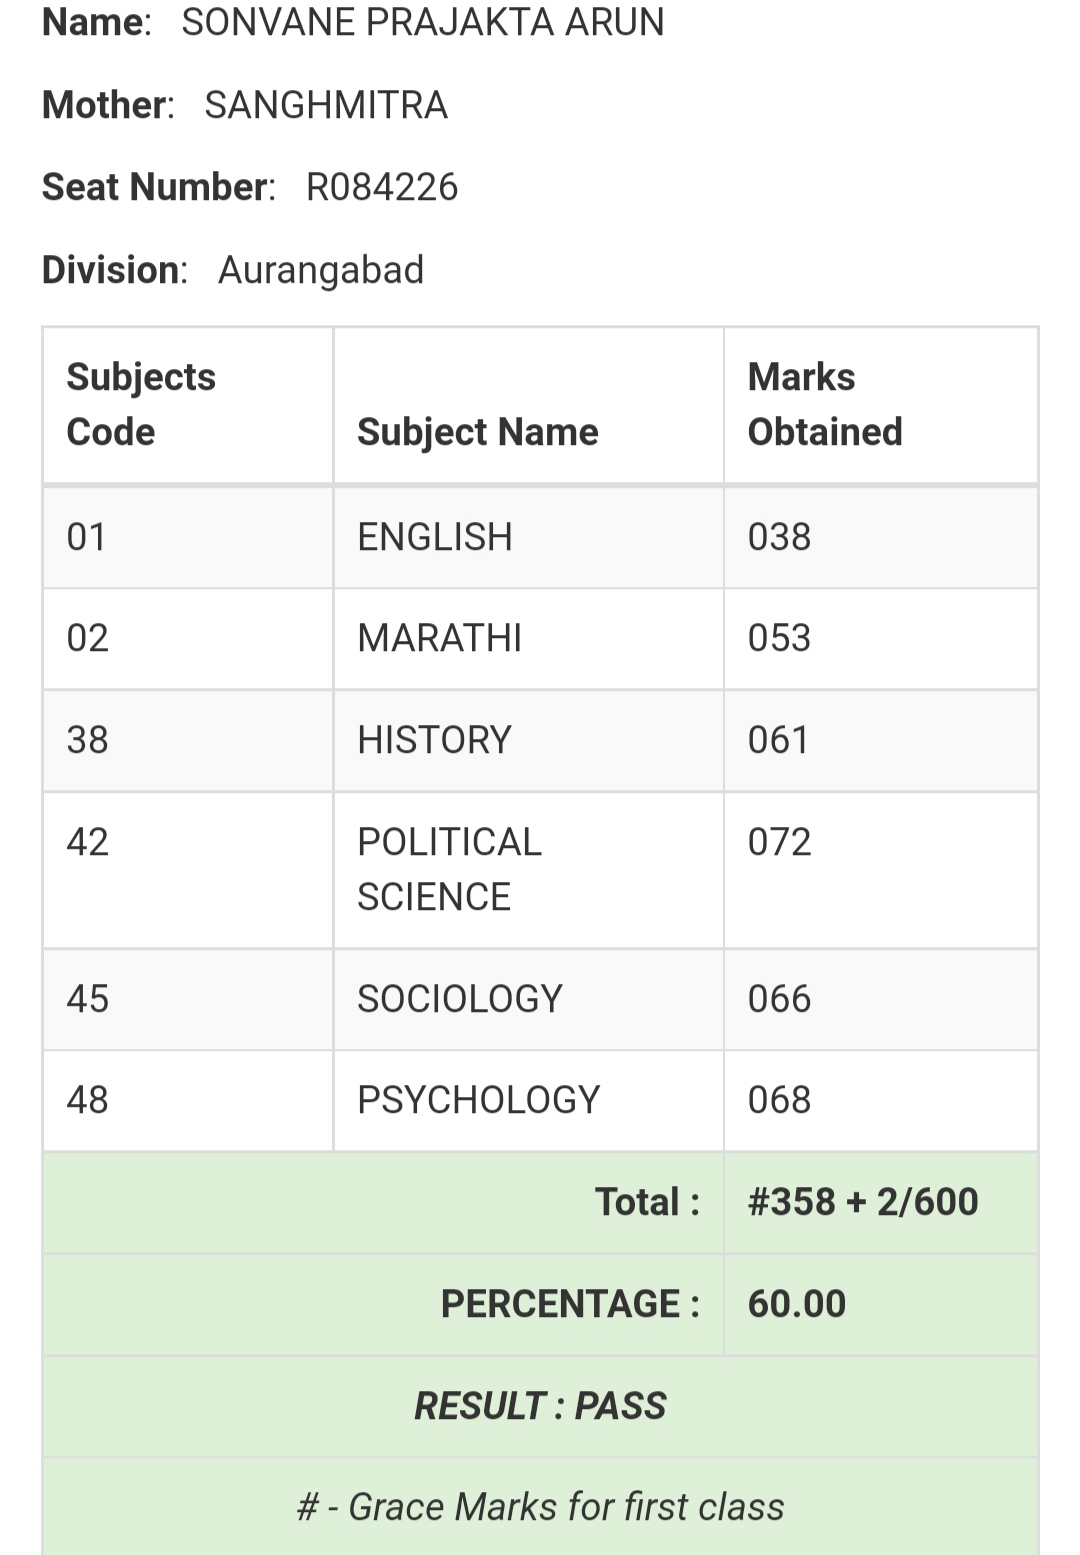 Name: SONVANE PRAJAKTA ARUN
Mother: SANGHMITRA
Seat Number: R084226
Division: Aurangabad
Subjects Code Subject Name Marks Obtained
01 ENGLISH 038
02 MARATHI 053
38 HISTORY 061
42 POLITICAL SCIENCE 072
45 SOCIOLOGY 066
48 PSYCHOLOGY 068
Total : #358 + 2/600
PERCENTAGE : 60.00
RESULT : PASS
# - Grace Marks for first class